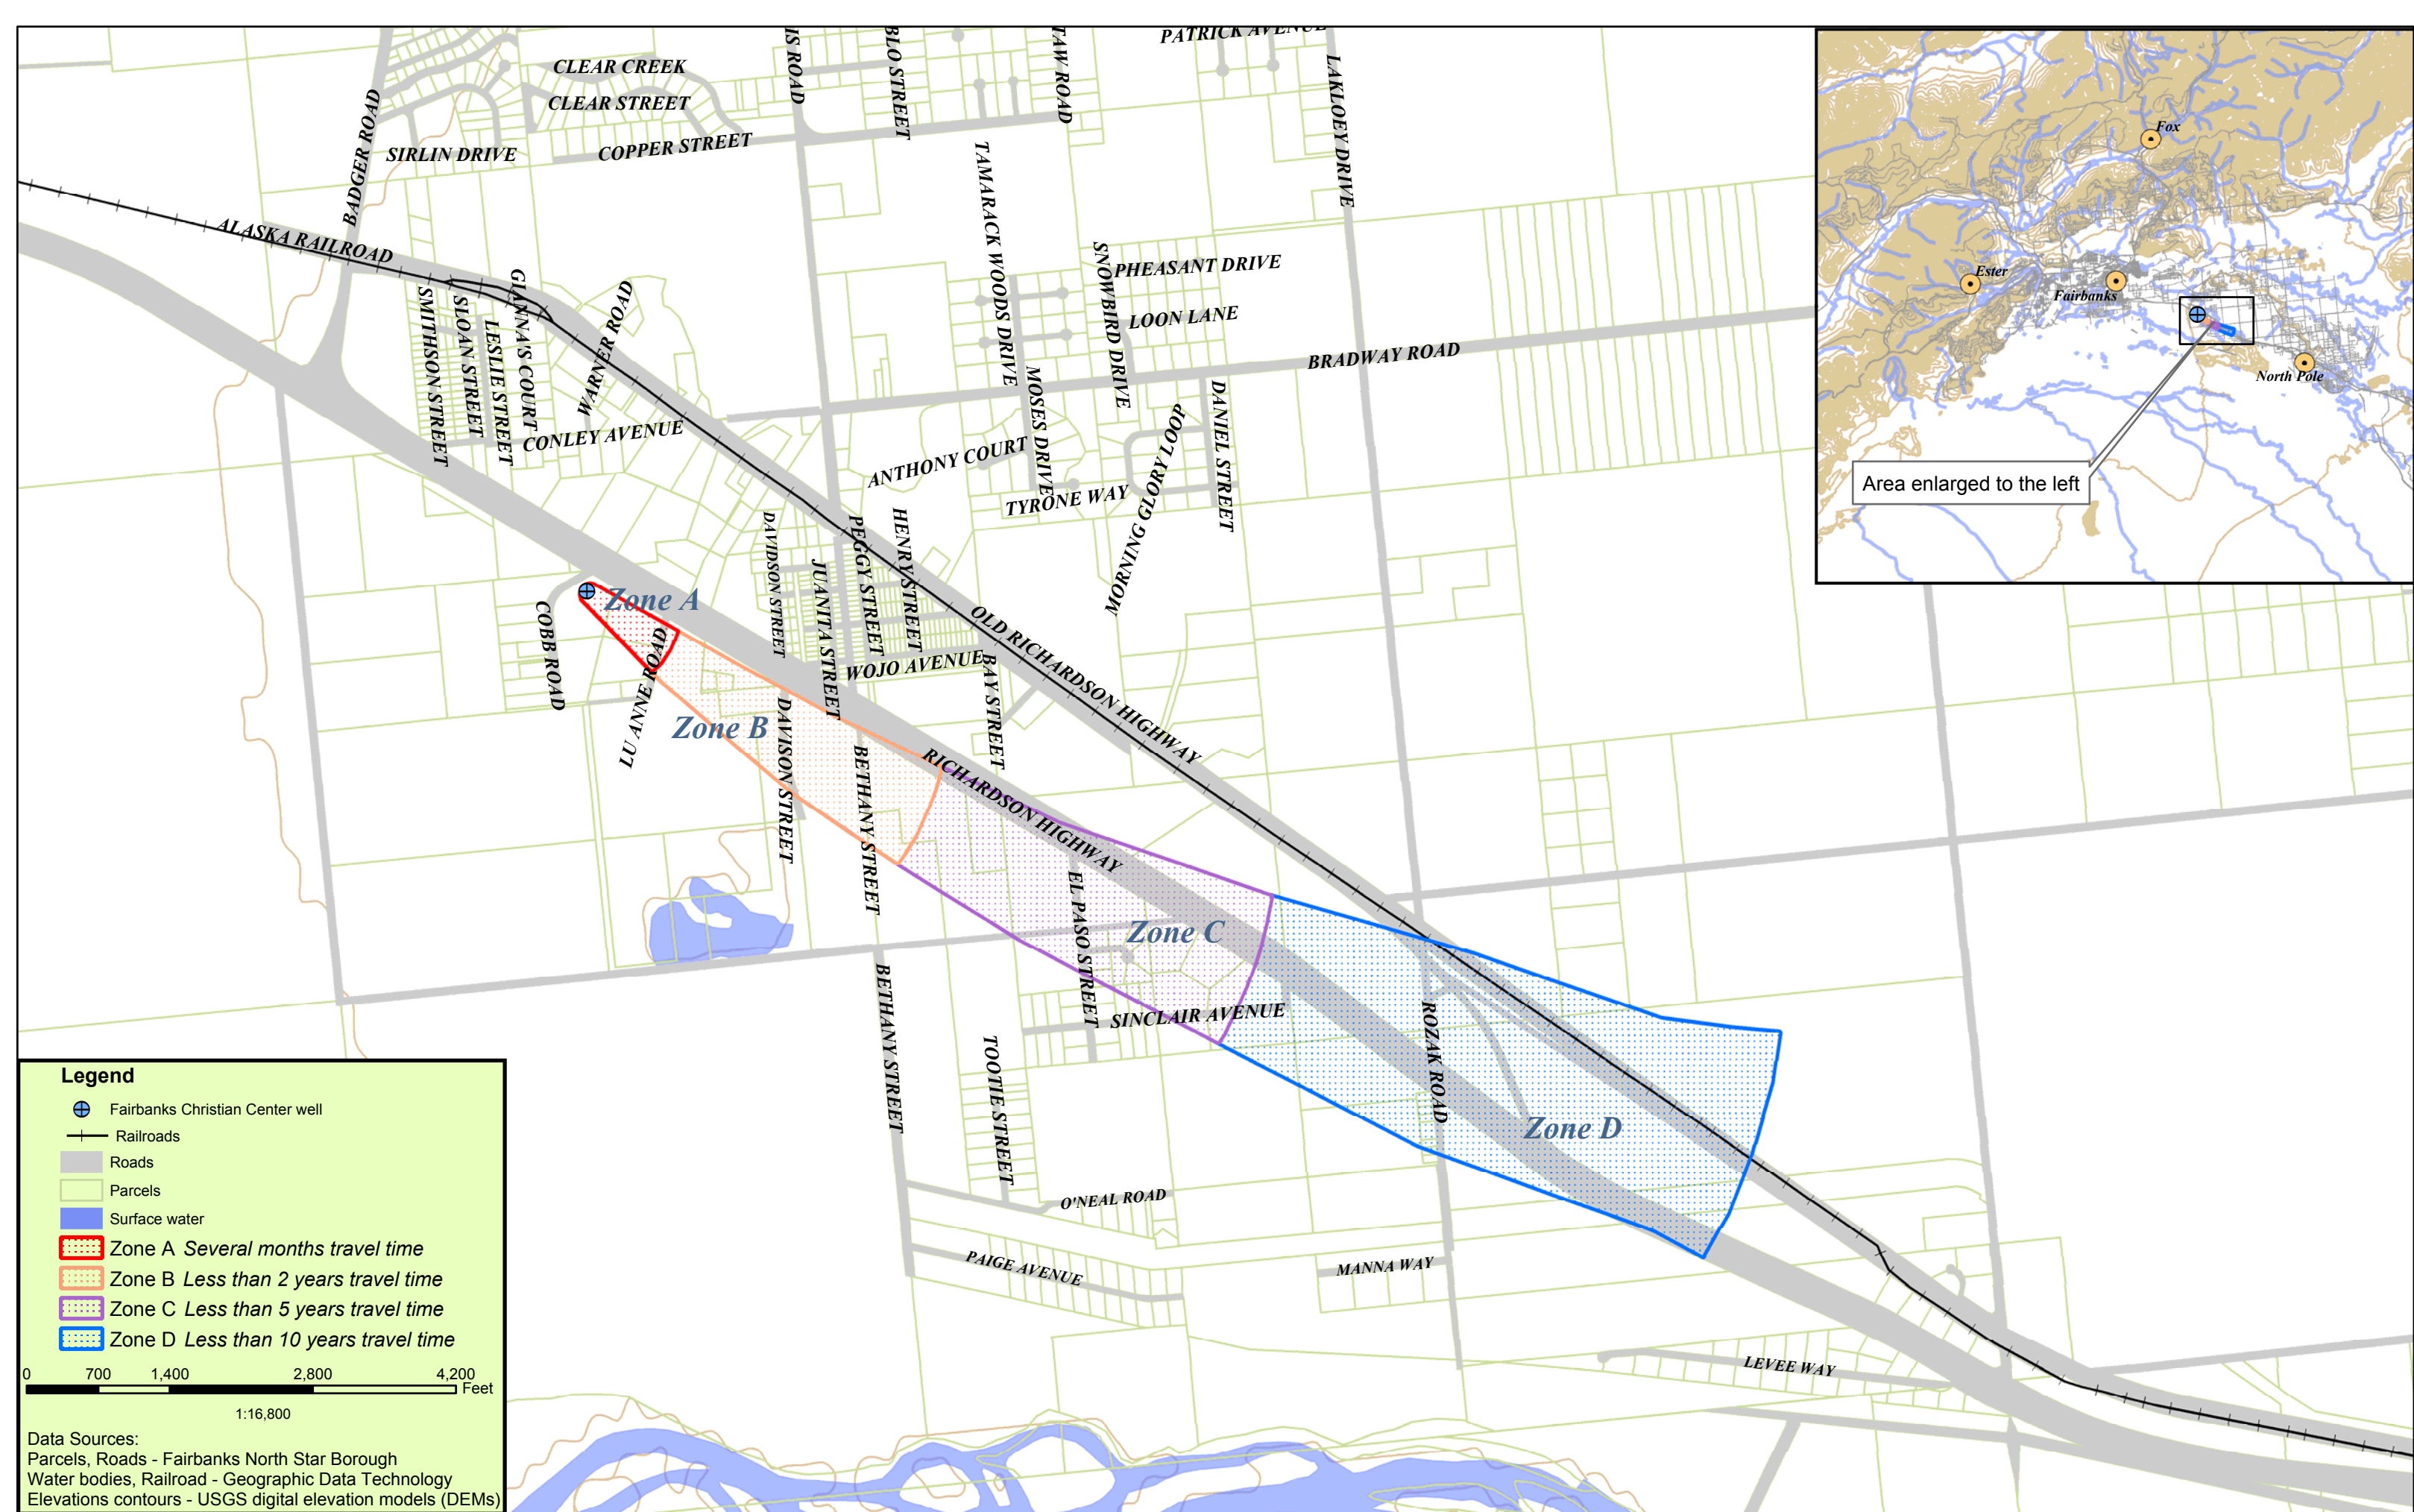 PATRICK AVENUE
CLEAR CREEK
CLEAR STREET
COPPER STREET
SIRLIN DRIVE
BADGER ROAD
IS ROAD
BLO STREET
TAW ROAD
LAKLOEY DRIVE
TAMARACK WOODS DRIVE
ALASKA RAILROAD
SMITHSON STREET
SLOAN STREET
LESLIE STREET
GIANNA'S COURT
WARNER ROAD
CONLEY AVENUE
SNOWBIRD DRIVE
PHEASANT DRIVE
LOON LANE
BRADWAY ROAD
MOSES DRIVE
ANTHONY COURT
TYRONE WAY
MORNING GLORY LOOP
DANIEL STREET
DAVIDSON STREET
JUANITA STREET
PEGGY STREET
HENRY STREET
WOJO AVENUE
BAY STREET
OLD RICHARDSON HIGHWAY
COBB ROAD
LU ANNE ROAD
Zone A
Zone B
DAVISON STREET
BETHANY STREET
RICHARDSON HIGHWAY
EL PASO STREET
Zone C
SINCLAIR AVENUE
ROZAK ROAD
Zone D
BETHANY STREET
TOOTIE STREET
O'NEAL ROAD
PAIGE AVENUE
MANNA WAY
LEVEE WAY
Fox
Ester
Fairbanks
North Pole
Area enlarged to the left
Legend
Fairbanks Christian Center well
Railroads
Roads
Parcels
Surface water
Zone A Several months travel time
Zone B Less than 2 years travel time
Zone C Less than 5 years travel time
Zone D Less than 10 years travel time
0 700 1,400 2,800 4,200
Feet
1:16,800
Data Sources:
Parcels, Roads - Fairbanks North Star Borough
Water bodies, Railroad - Geographic Data Technology
Elevations contours - USGS digital elevation models (DEMs)